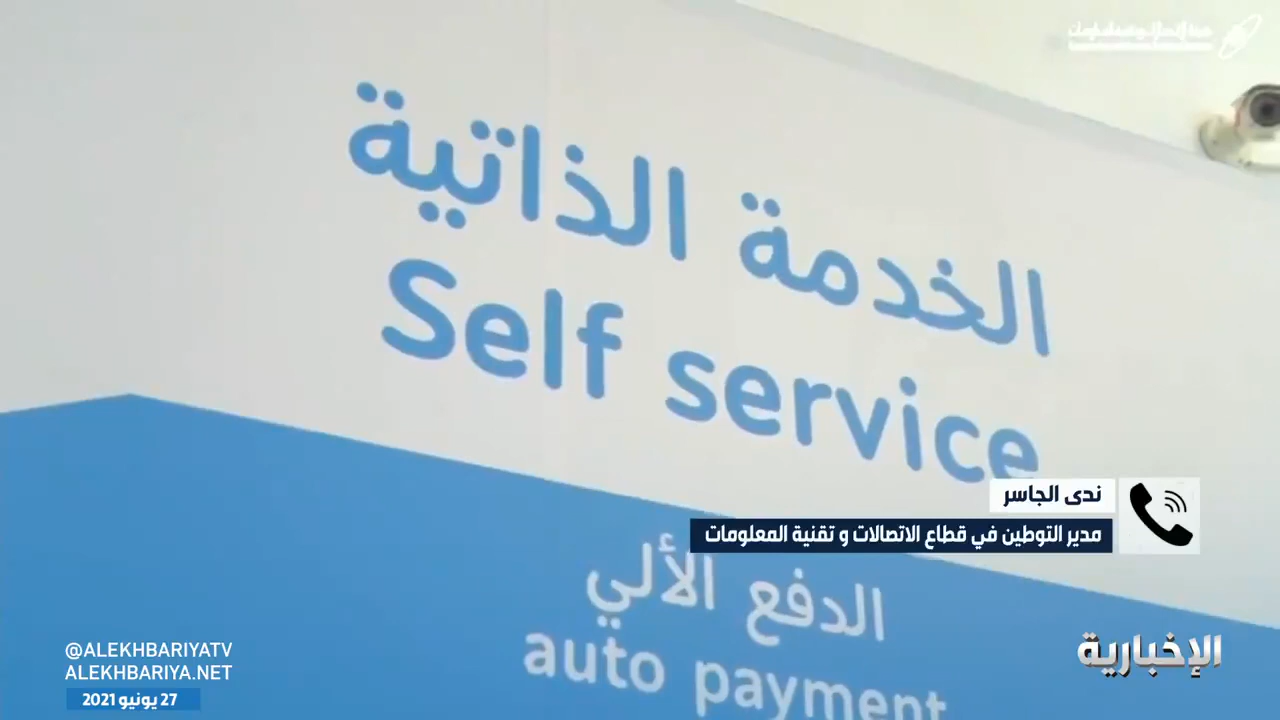 الخدمة الذاتية
Self service
ندى الجاسر
مدير التوطين في قطاع الاتصالات و تقنية المعلومات
الدفع الألي
auto payment
الإخبارية
@ALEKHBARIYATV
ALEKHBARIYA.NET
27 يونيو 2021